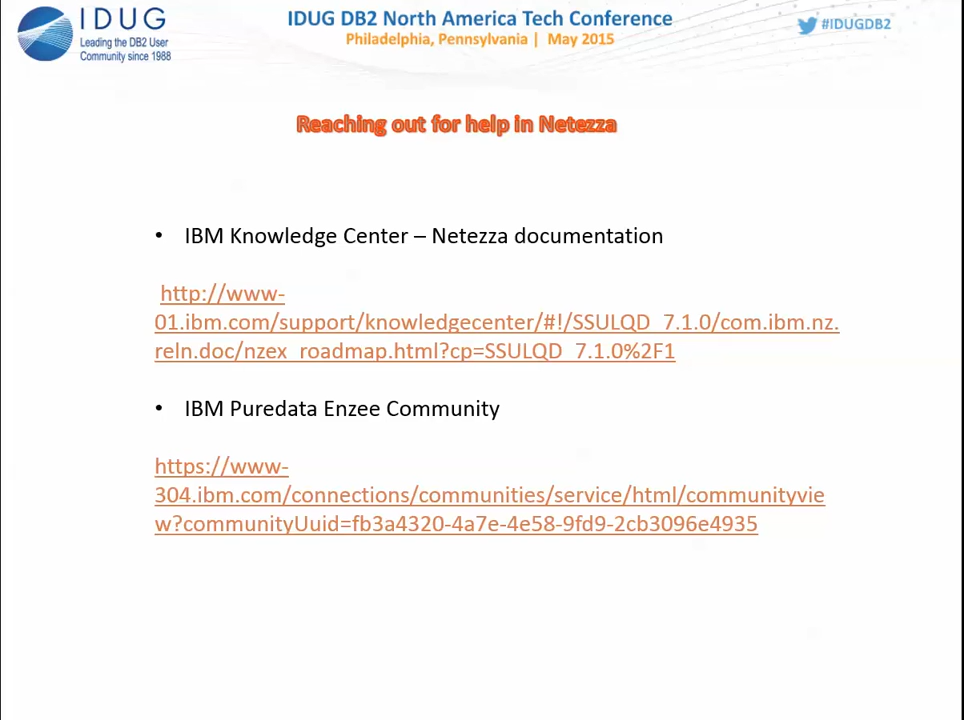 IDUG
Leading the DB2 User
Community since 1988
IDUG DB2 North America Tech Conference
Philadelphia, Pennsylvania | May 2015
#IDUGDB2
Reaching out for help in Netezza
• IBM Knowledge Center – Netezza documentation
http://www-
01.ibm.com/support/knowledgecenter/#!/SSULQD_7.1.0/com.ibm.nz.
reln.doc/nzex_roadmap.html?cp=SSULQD_7.1.0%2F1
• IBM Puredata Enzee Community
https://www-
304.ibm.com/connections/communities/service/html/communityvie
w?communityUuid=fb3a4320-4a7e-4e58-9fd9-2cb3096e4935